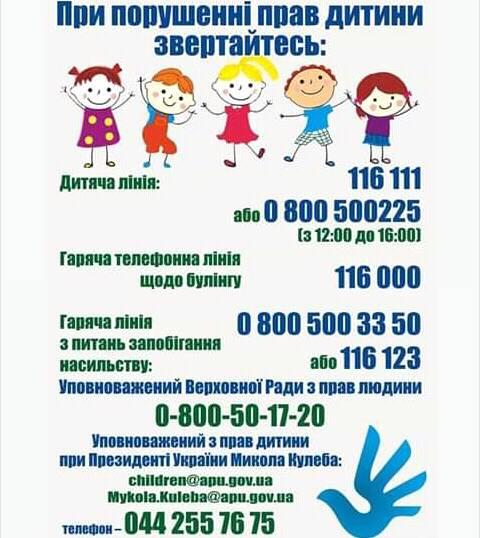 При порушенні прав дитини
звертайтесь:
Дитяча лінія: 116 111
або 0 800 500225
(з 12:00 до 16:00)
Гаряча телефонна лінія
щодо булінгу 116 000
Гаряча лінія 0 800 500 33 50
з питань запобігання
насильству: або 116 123
Уповноважений Верховної Ради з прав людини
0-800-50-17-20
Уповноважений з прав дитини
при Президенті України Микола Кулеба:
children@apu.gov.ua
Mykola.Kuleba@apu.gov.ua
телефон – 044 255 76 75